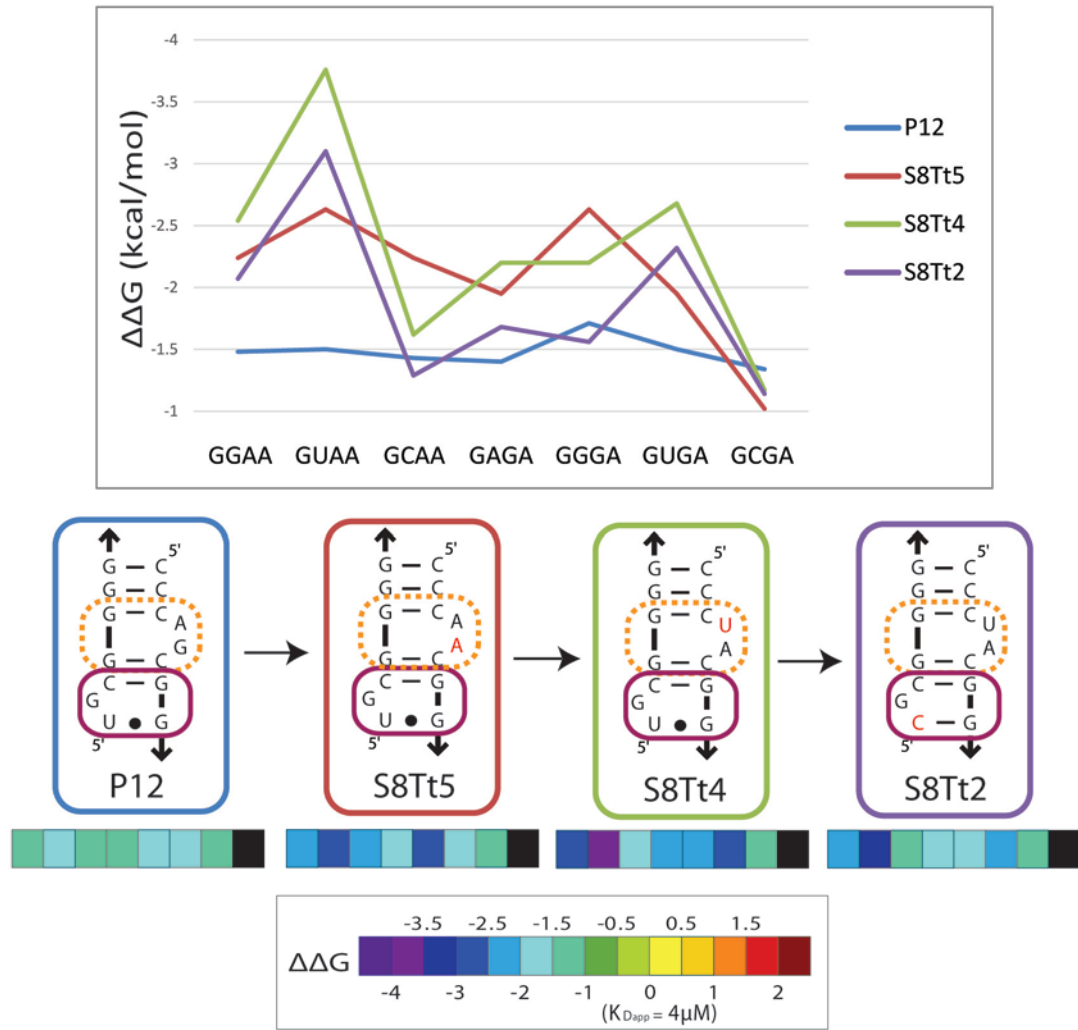 -4
-3.5
-3
-2.5
-2
-1.5
-1
ΔΔG (kcal/mol)
GGAA GUAA GCAA GAGA GGGA GUGA GCGA
P12
S8Tt5
S8Tt4
S8Tt2
5'
G C
G C
G C
A
G
G C
C G
G
U G
5'
P12
5'
G C
G C
G C
A
A
G C
C G
G
U G
5'
S8Tt5
5'
G C
G C
G C
U
A
G C
C G
G
U G
5'
S8Tt4
5'
G C
G C
G C
U
A
G C
C G
G
C G
5'
S8Tt2
-3.5 -2.5 -1.5 -0.5 0.5 1.5
ΔΔG
-4 -3 -2 -1 0 1 2
(KDapp = 4μM)